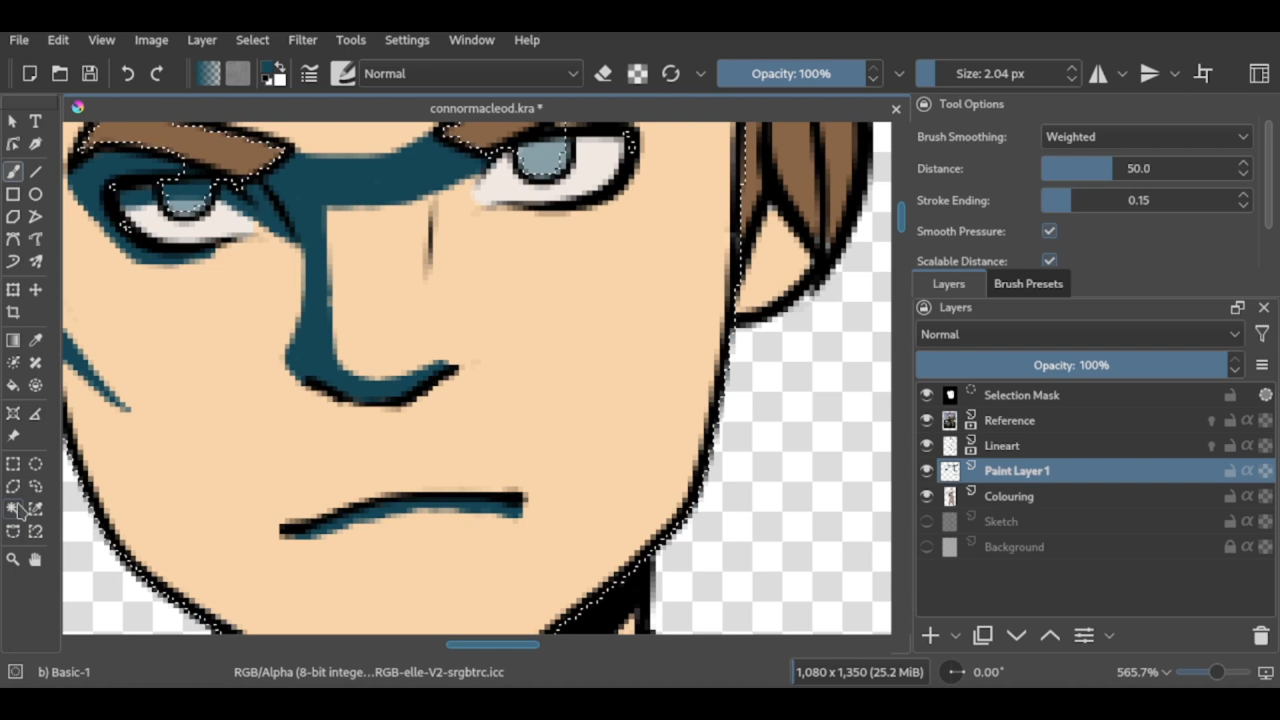 File Edit View Image Layer Select Filter Tools Settings Window Help
Normal Opacity: 100% Size: 2.04 px
connormacleod.kra *
Tool Options
Brush Smoothing: Weighted
Distance: 50.0
Stroke Ending: 0.15
Smooth Pressure:
Scalable Distance:
Layers Brush Presets
Layers
Normal
Opacity: 100%
Selection Mask
Reference
Lineart
Paint Layer 1
Colouring
Sketch
Background
b) Basic-1 RGB/Alpha (8-bit intege...RGB-elle-V2-srgbtrc.icc 1,080 x 1,350 (25.2 MiB) 0.00° 565.7%